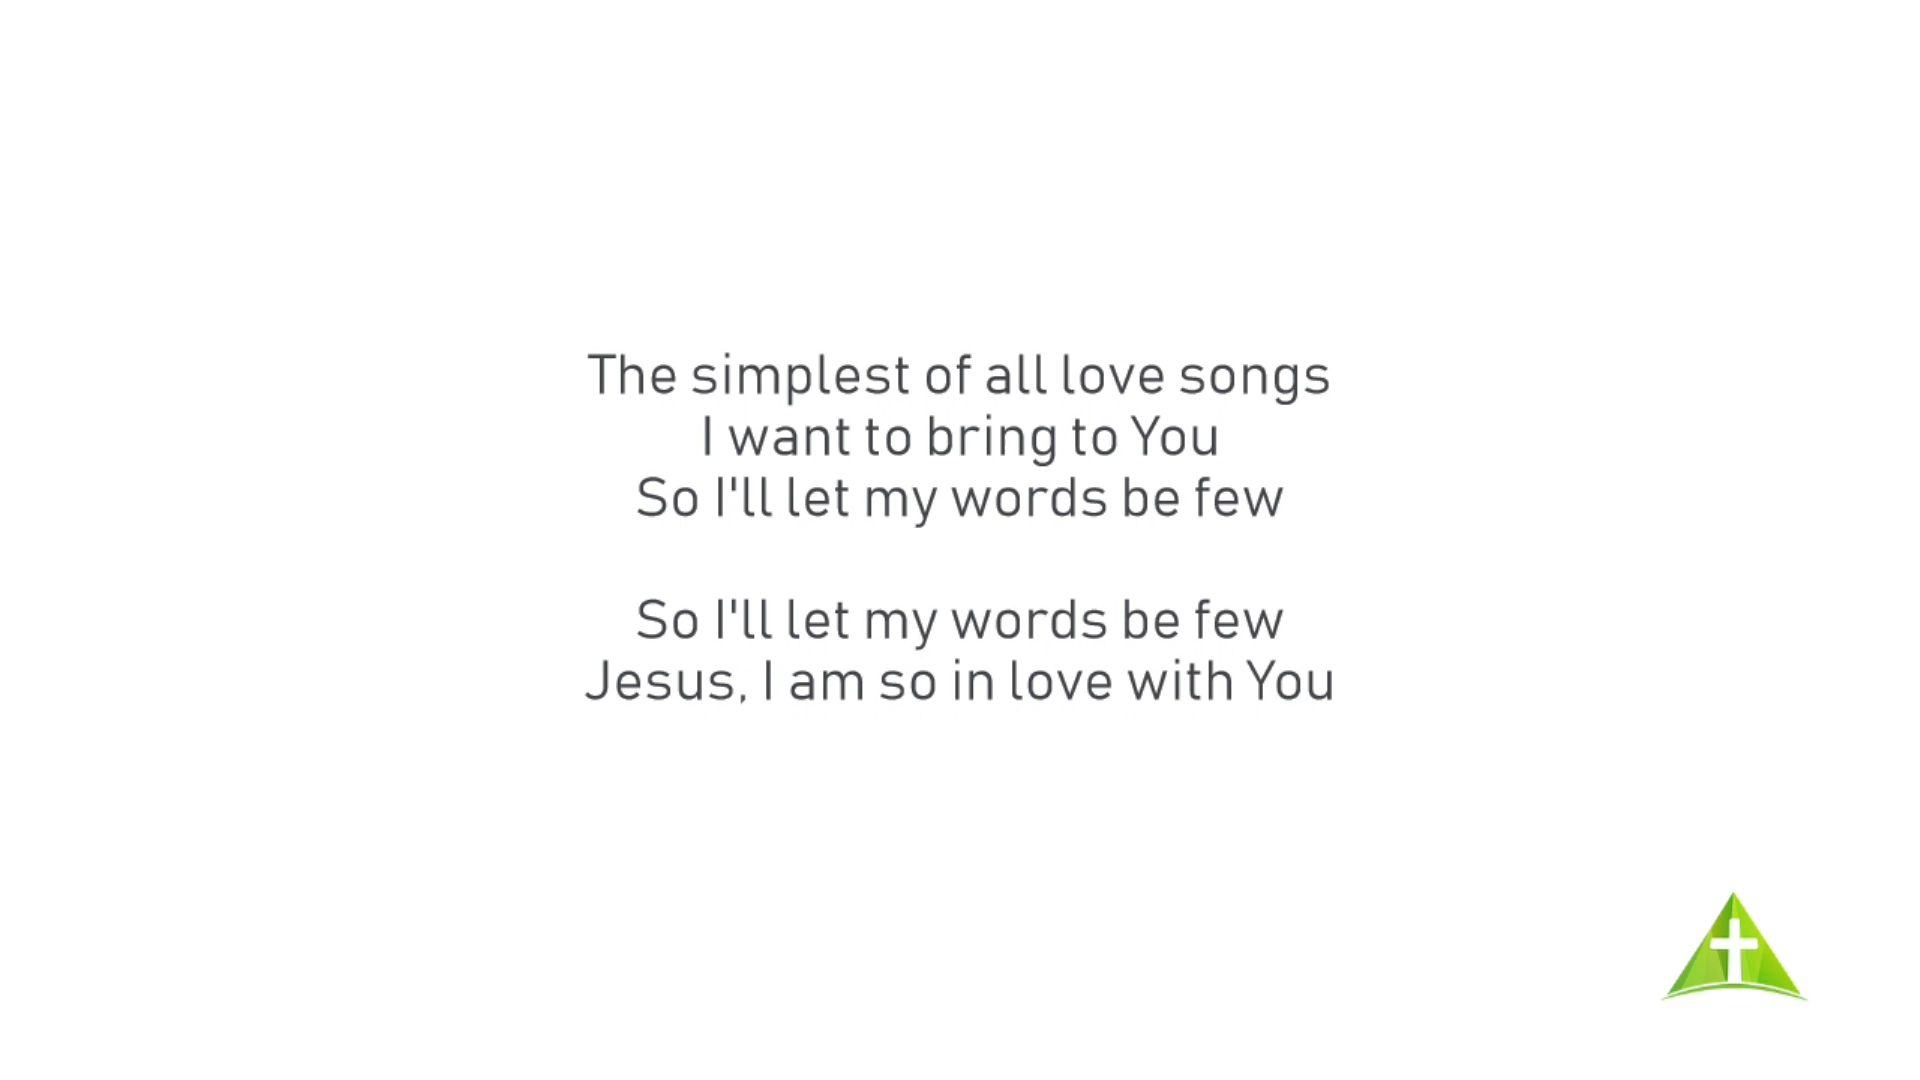 The simplest of all love songs
I want to bring to You
So I'll let my words be few
So I'll let my words be few
Jesus, I am so in love with You